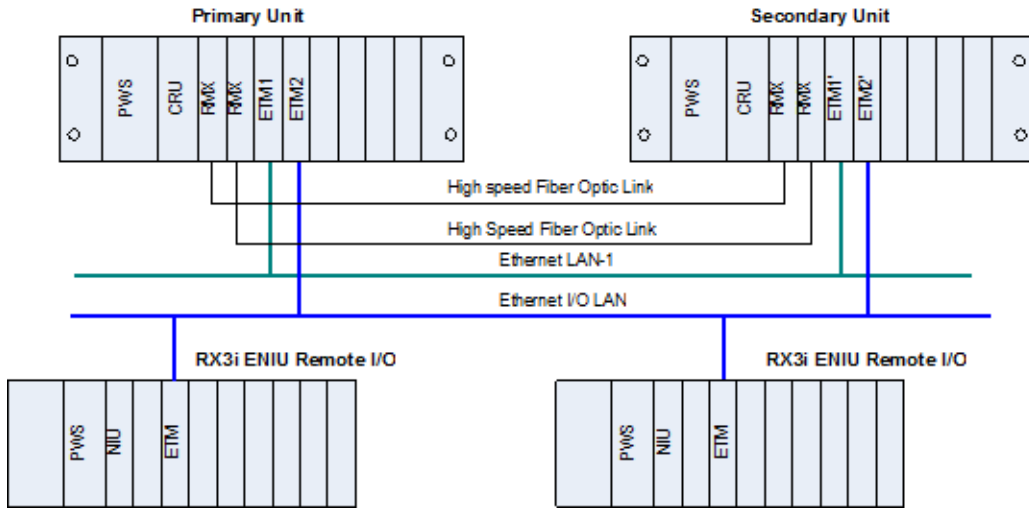 Primary Unit
Secondary Unit
PWS
CRU
RMX
RMX
ETM1
ETM2
PWS
CRU
RMX
RMX
ETM1'
ETM2'
High speed Fiber Optic Link
High Speed Fiber Optic Link
Ethernet LAN-1
Ethernet I/O LAN
RX3i ENIU Remote I/O
RX3i ENIU Remote I/O
PWS
NIU
ETM
PWS
NIU
ETM